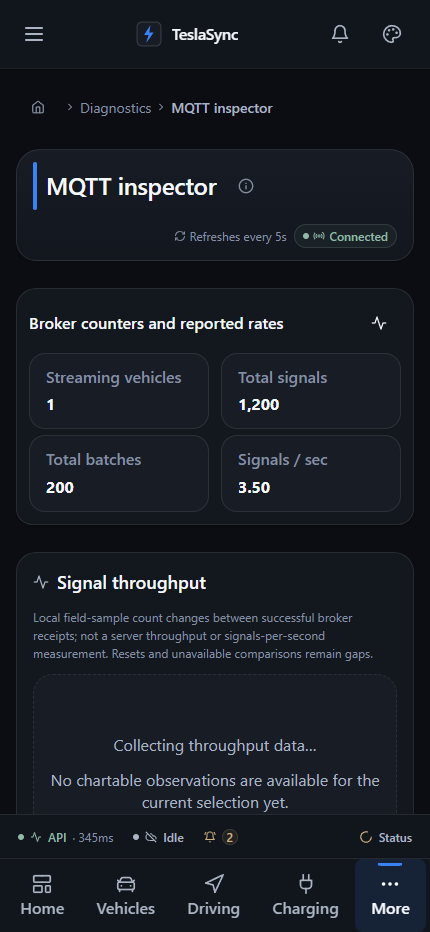 TeslaSync
Diagnostics
MQTT inspector
MQTT inspector
Refreshes every 5s
Connected
Broker counters and reported rates
Streaming vehicles
1
Total signals
1,200
Total batches
200
Signals / sec
3.50
Signal throughput
Local field-sample count changes between successful broker
receipts; not a server throughput or signals-per-second
measurement. Resets and unavailable comparisons remain gaps.
Collecting throughput data...
No chartable observations are available for the
current selection yet.
API · 345ms
Idle
2
Status
Home
Vehicles
Driving
Charging
More